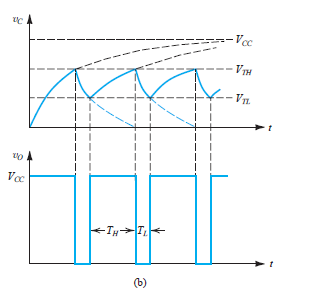 v_C
V_CC
V_TH
V_TL
t
v_O
V_CC
T_H T_L
t
(b)